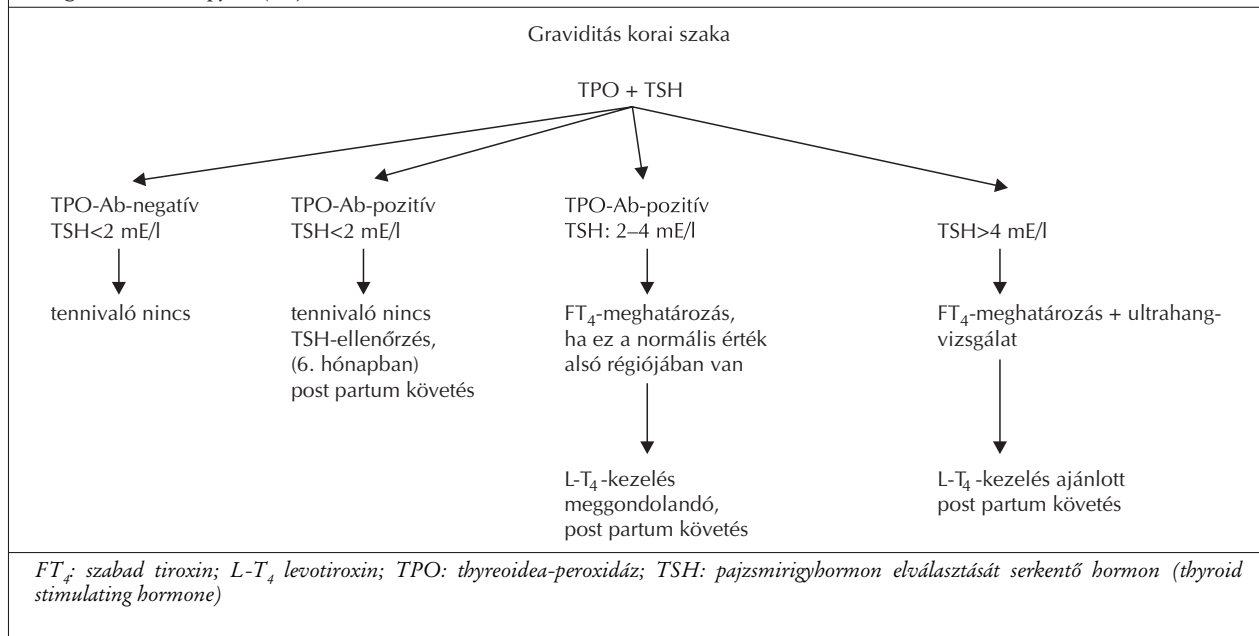 Graviditás korai szaka
TPO + TSH
TPO-Ab-negatív
TSH<2 mE/l
tennivaló nincs
TPO-Ab-pozitív
TSH<2 mE/l
tennivaló nincs
TSH-ellenőrzés,
(6. hónapban)
post partum követés
TPO-Ab-pozitív
TSH: 2–4 mE/l
FT4-meghatározás,
ha ez a normális érték
alsó régiójában van
L-T4-kezelés
meggondolandó,
post partum követés
TSH>4 mE/l
FT4-meghatározás + ultrahang-
vizsgálat
L-T4-kezelés ajánlott
post partum követés
FT4: szabad tiroxin; L-T4 levotiroxin; TPO: thyreoidea-peroxidáz; TSH: pajzsmirigyhormon elválasztását serkentő hormon (thyroid
stimulating hormone)